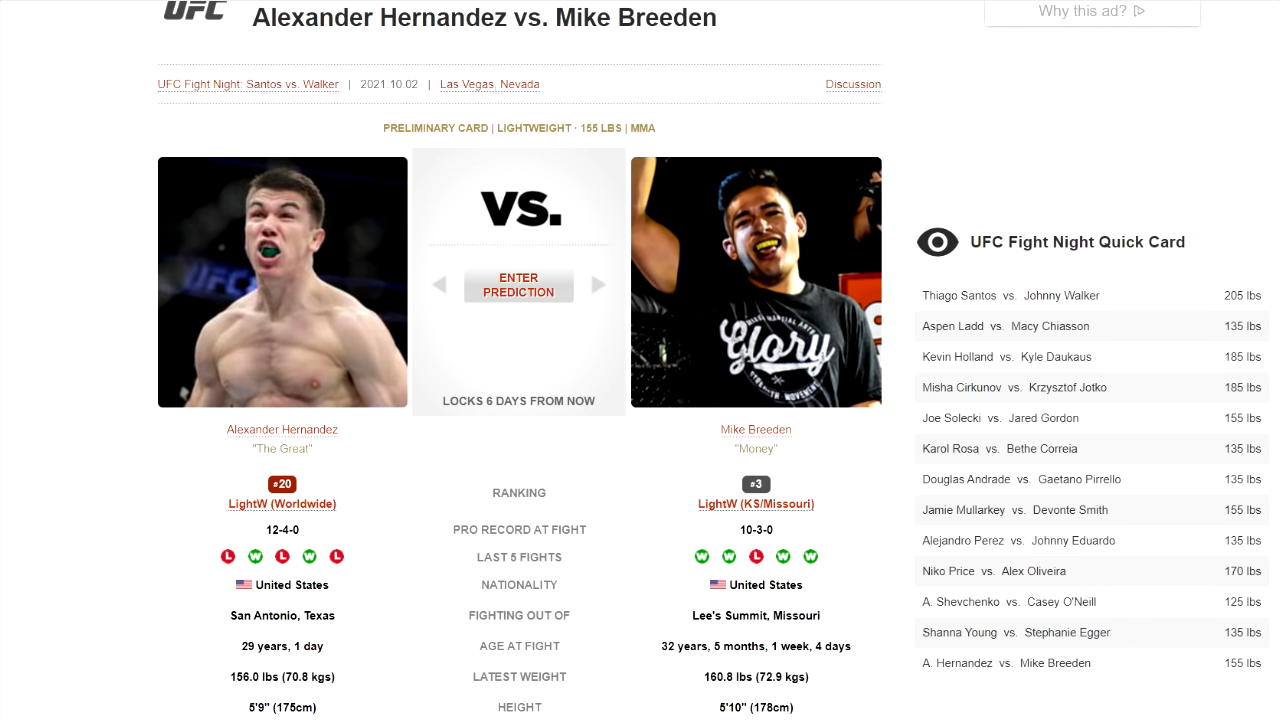 UFC
Alexander Hernandez vs. Mike Breeden
Why this ad?
UFC Fight Night: Santos vs. Walker | 2021.10.02 | Las Vegas, Nevada
Discussion
PRELIMINARY CARD | LIGHTWEIGHT · 155 LBS | MMA
UFC
VS.
ENTER
PREDICTION
LOCKS 6 DAYS FROM NOW
Glory
Alexander Hernandez
"The Great"
Mike Breeden
"Money"
#20
LightW (Worldwide)
RANKING
#3
LightW (KS/Missouri)
12-4-0 PRO RECORD AT FIGHT 10-3-0
L W L W L LAST 5 FIGHTS W W L W W
United States NATIONALITY United States
San Antonio, Texas FIGHTING OUT OF Lee's Summit, Missouri
29 years, 1 day AGE AT FIGHT 32 years, 5 months, 1 week, 4 days
156.0 lbs (70.8 kgs) LATEST WEIGHT 160.8 lbs (72.9 kgs)
5'9" (175cm) HEIGHT 5'10" (178cm)
UFC Fight Night Quick Card
Thiago Santos vs. Johnny Walker 205 lbs
Aspen Ladd vs. Macy Chiasson 135 lbs
Kevin Holland vs. Kyle Daukaus 185 lbs
Misha Cirkunov vs. Krzysztof Jotko 185 lbs
Joe Solecki vs. Jared Gordon 155 lbs
Karol Rosa vs. Bethe Correia 135 lbs
Douglas Andrade vs. Gaetano Pirrello 135 lbs
Jamie Mullarkey vs. Devonte Smith 155 lbs
Alejandro Perez vs. Johnny Eduardo 135 lbs
Niko Price vs. Alex Oliveira 170 lbs
A. Shevchenko vs. Casey O'Neill 125 lbs
Shanna Young vs. Stephanie Egger 135 lbs
A. Hernandez vs. Mike Breeden 155 lbs